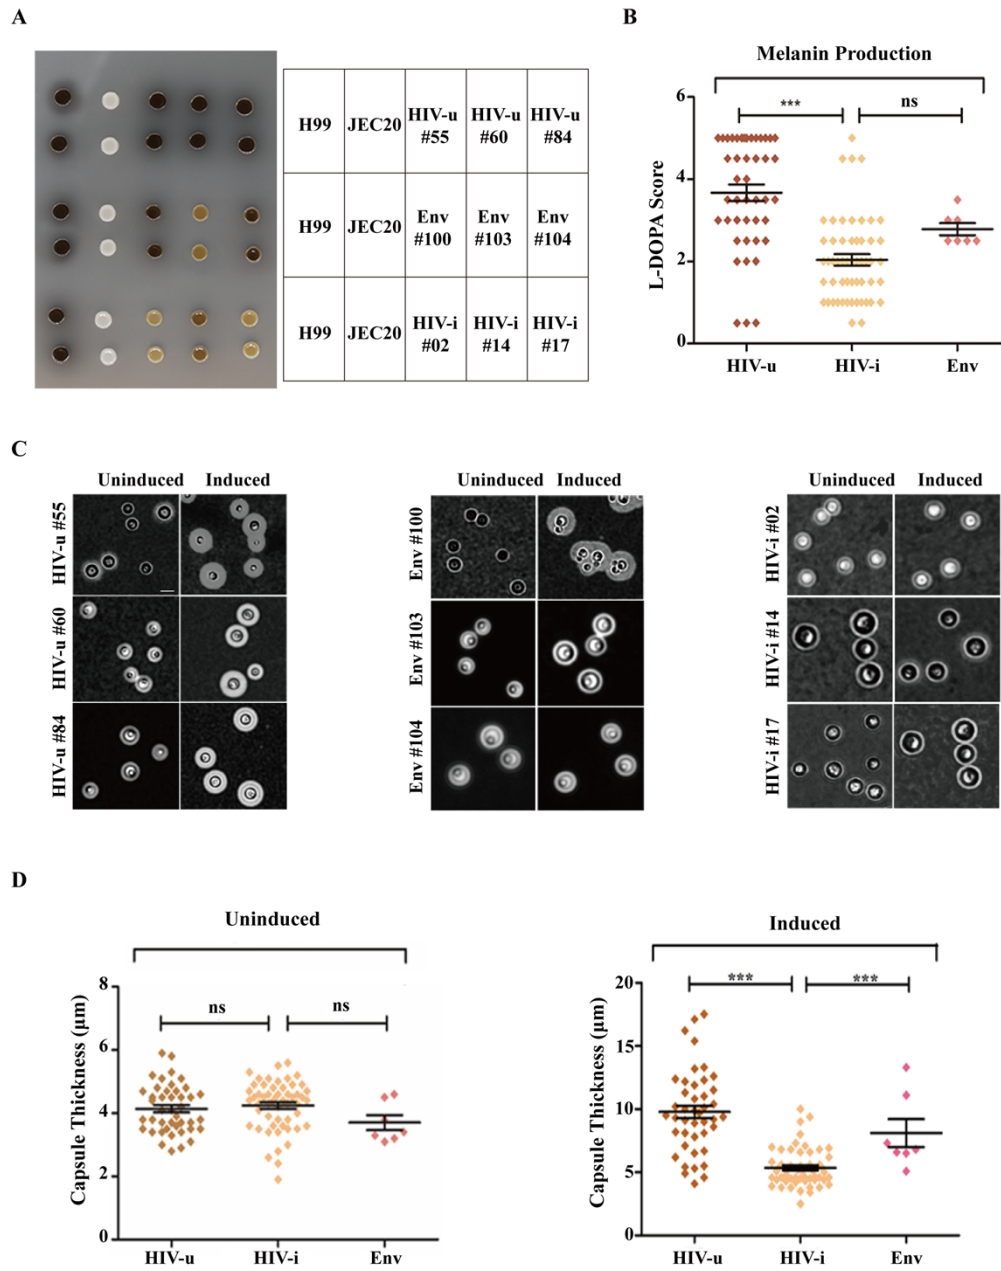 A
H99 JEC20 HIV-u #55 HIV-u #60 HIV-u #84
H99 JEC20 Env #100 Env #103 Env #104
H99 JEC20 HIV-i #02 HIV-i #14 HIV-i #17
B
Melanin Production
*** ns
L-DOPA Score
6
4
2
0
HIV-u HIV-i Env
C
Uninduced Induced
HIV-u #55
HIV-u #60
HIV-u #84
Uninduced Induced
Env #100
Env #103
Env #104
Uninduced Induced
HIV-i #02
HIV-i #14
HIV-i #17
D
Uninduced
ns ns
Capsule Thickness (µm)
8
6
4
2
0
HIV-u HIV-i Env
Induced
*** ***
Capsule Thickness (µm)
20
15
10
5
0
HIV-u HIV-i Env